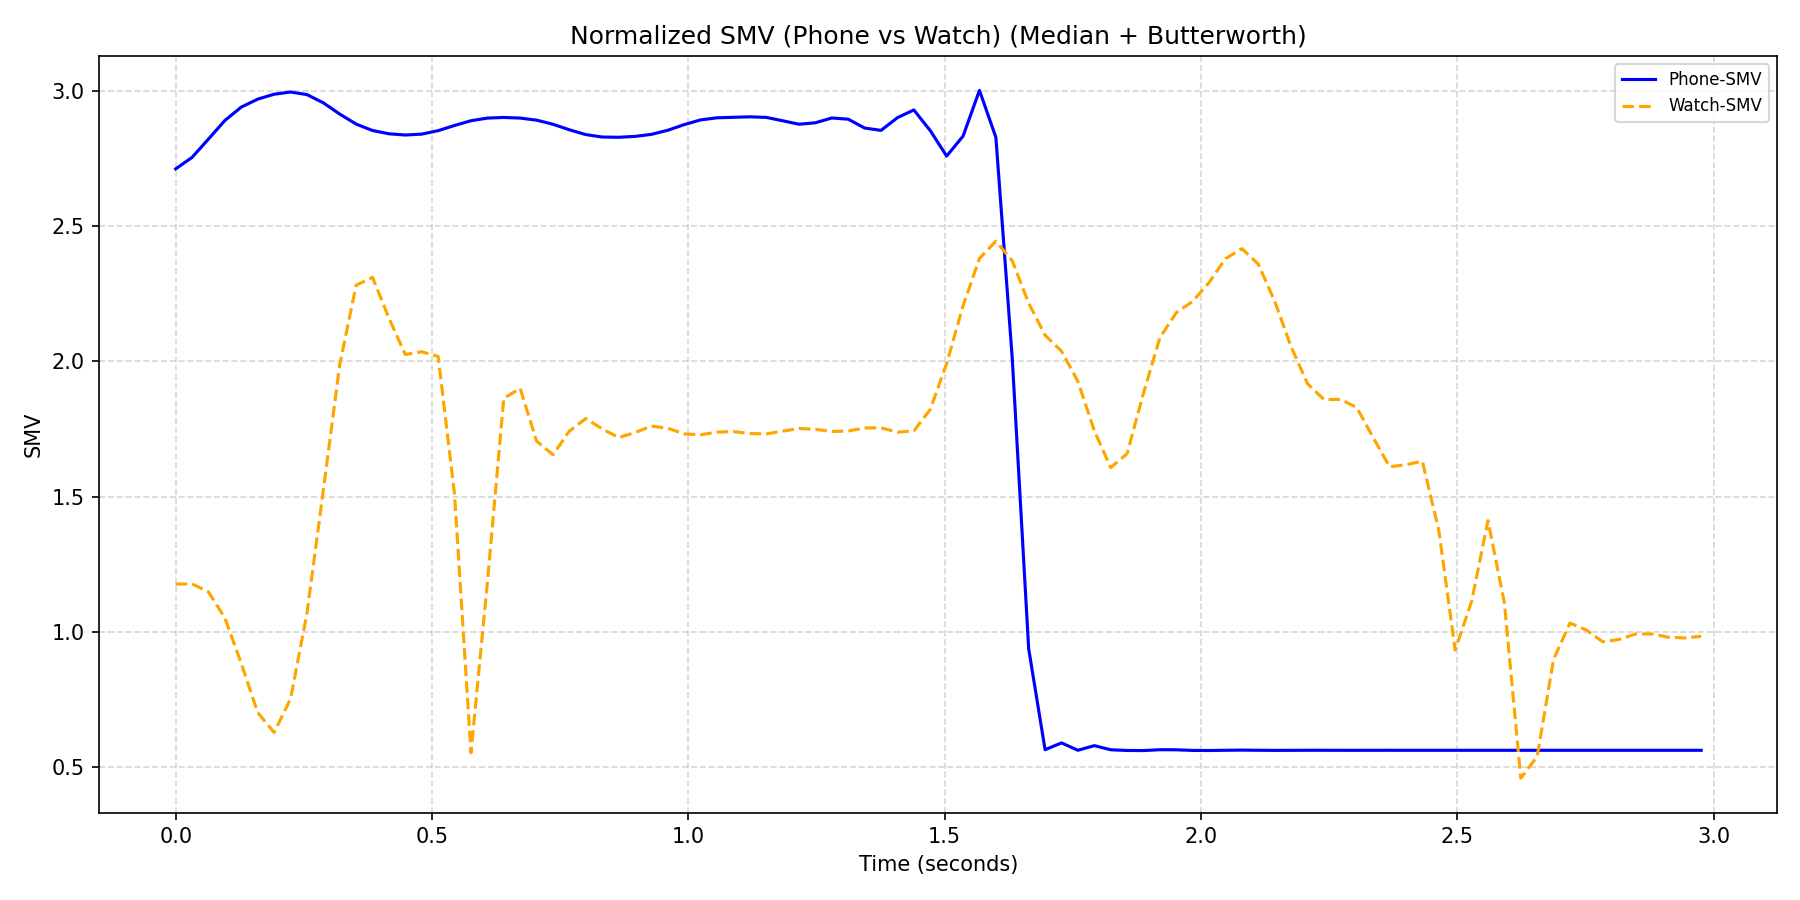 Normalized SMV (Phone vs Watch) (Median + Butterworth)
Phone-SMV
Watch-SMV
SMV
3.0
2.5
2.0
1.5
1.0
0.5
0.0 0.5 1.0 1.5 2.0 2.5 3.0
Time (seconds)